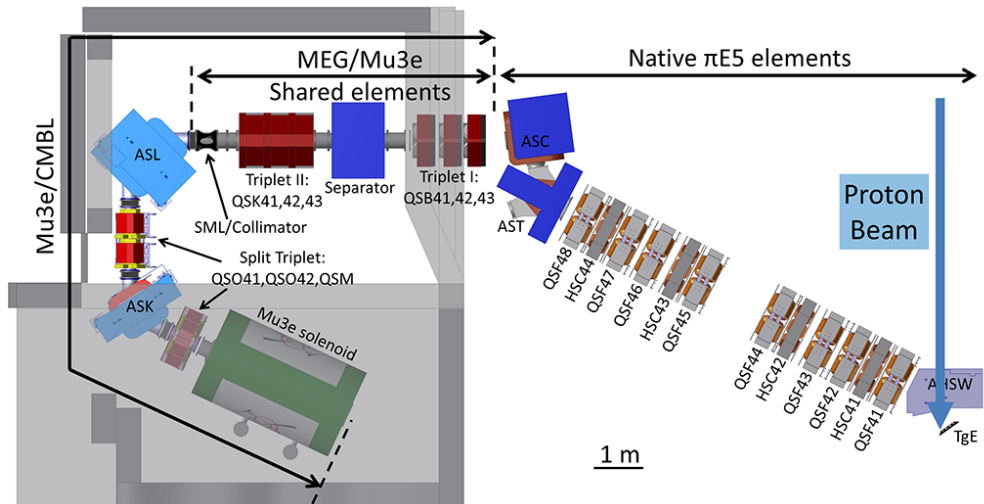 MEG/Mu3e
Shared elements
Native πE5 elements
Mu3e/CMBL
ASL
ASC
Triplet II:
QSK41,42,43
Separator
Triplet I:
QSB41,42,43
AST
SML/Collimator
Split Triplet:
QSO41,QSO42,QSM
ASK
Mu3e solenoid
Proton
Beam
QSF48
HSC44
QSF47
QSF46
HSC43
QSF45
QSF44
HSC42
QSF43
QSF42
HSC41
QSF41
AHSW
TgE
1 m